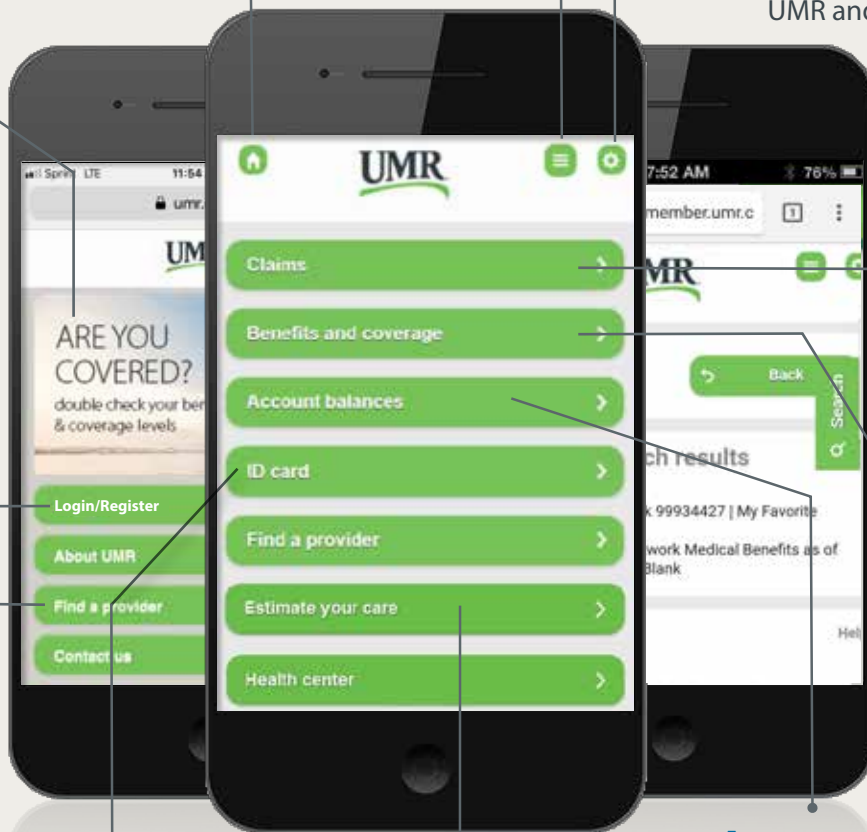 UMR and
Sprint LTE
11:54
umr.
UM
ARE YOU
COVERED?
double check your ber
& coverage levels
Login/Register
About UMR
Find a provider
Contact us
UMR
Claims
Benefits and coverage
Account balances
ID card
Find a provider
Estimate your care
Health center
7:52 AM
76%
member.umr.c
1
MR
Back
Search
ch results
k 99934427 | My Favorite
work Medical Benefits as of
Blank
Hel